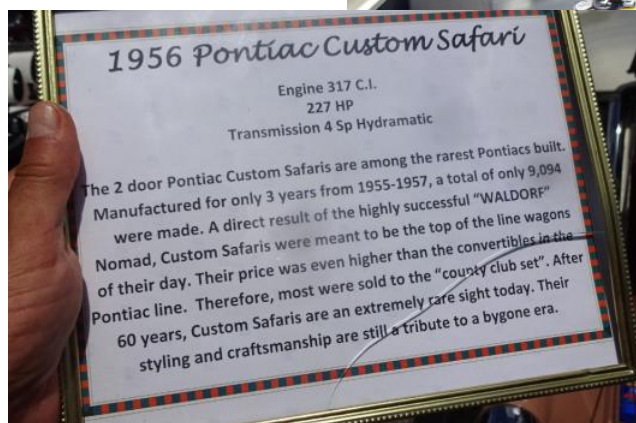 1956 Pontiac Custom Safari
Engine 317 C.I.
227 HP
Transmission 4 Sp Hydramatic
The 2 door Pontiac Custom Safaris are among the rarest Pontiacs built.
Manufactured for only 3 years from 1955-1957, a total of only 9,094
were made. A direct result of the highly successful “WALDORF”
Nomad, Custom Safaris were meant to be the top of the line wagons
of their day. Their price was even higher than the convertibles in the
Pontiac line. Therefore, most were sold to the “county club set”. After
60 years, Custom Safaris are an extremely rare sight today. Their
styling and craftsmanship are still a tribute to a bygone era.